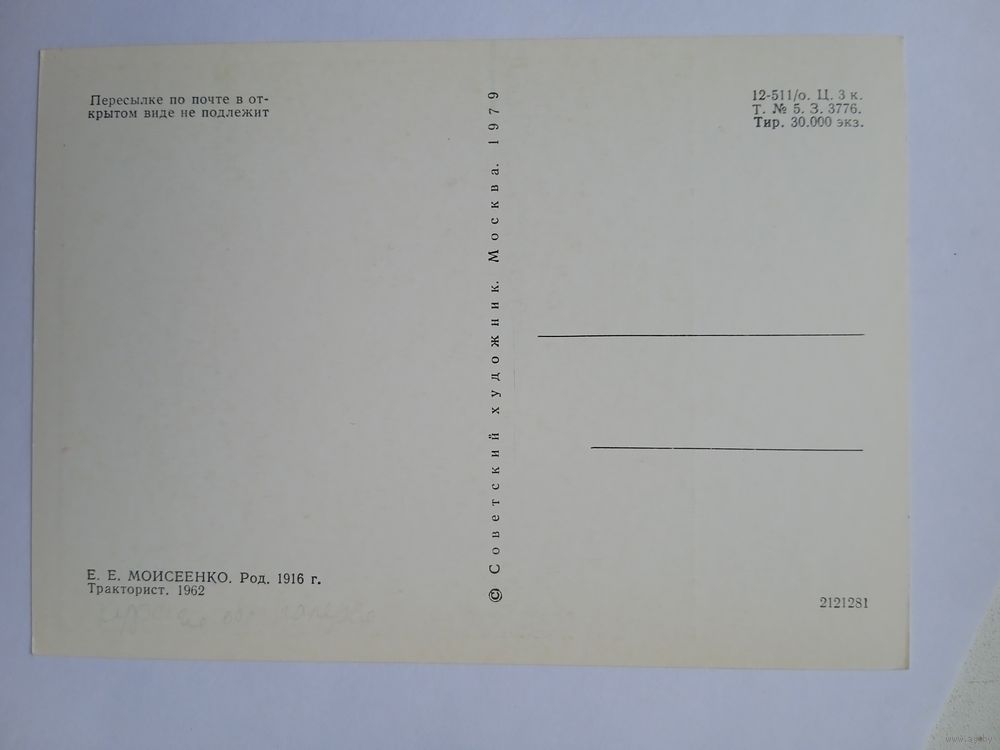 Пересылке по почте в от-
крытом виде не подлежит
12-511/о. Ц. 3 к.
Т. № 5. З. 3776.
Тир. 30.000 экз.
© Советский художник. Москва. 1979
Е. Е. МОИСЕЕНКО. Род. 1916 г.
Тракторист. 1962
2121281